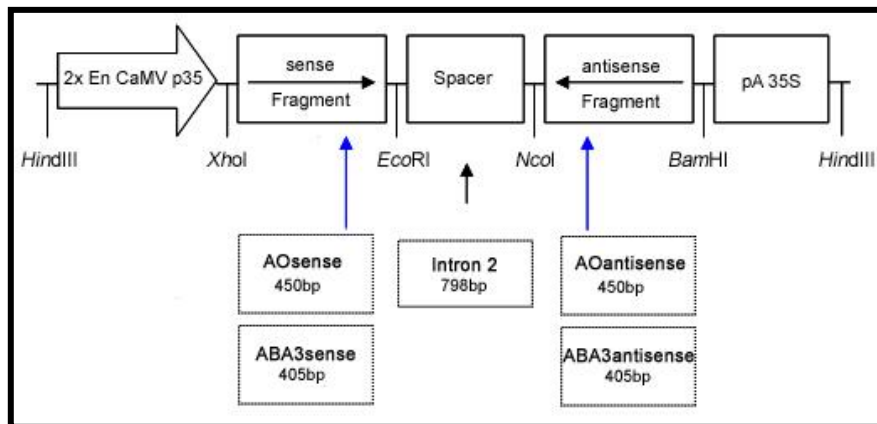 2x En CaMV p35
sense
Fragment
Spacer
antisense
Fragment
pA 35S
HindIII
XhoI
EcoRI
NcoI
BamHI
HindIII
AOsense
450bp
Intron 2
798bp
AOantisense
450bp
ABA3sense
405bp
ABA3antisense
405bp